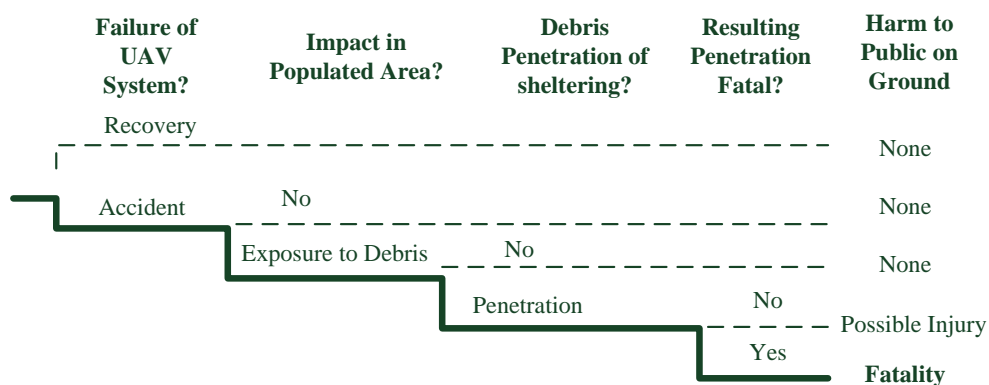 Failure of
UAV
System?
Impact in
Populated Area?
Debris
Penetration of
sheltering?
Resulting
Penetration
Fatal?
Harm to
Public on
Ground
Recovery
None
Accident
No
None
Exposure to Debris
No
None
Penetration
No
Possible Injury
Yes
Fatality